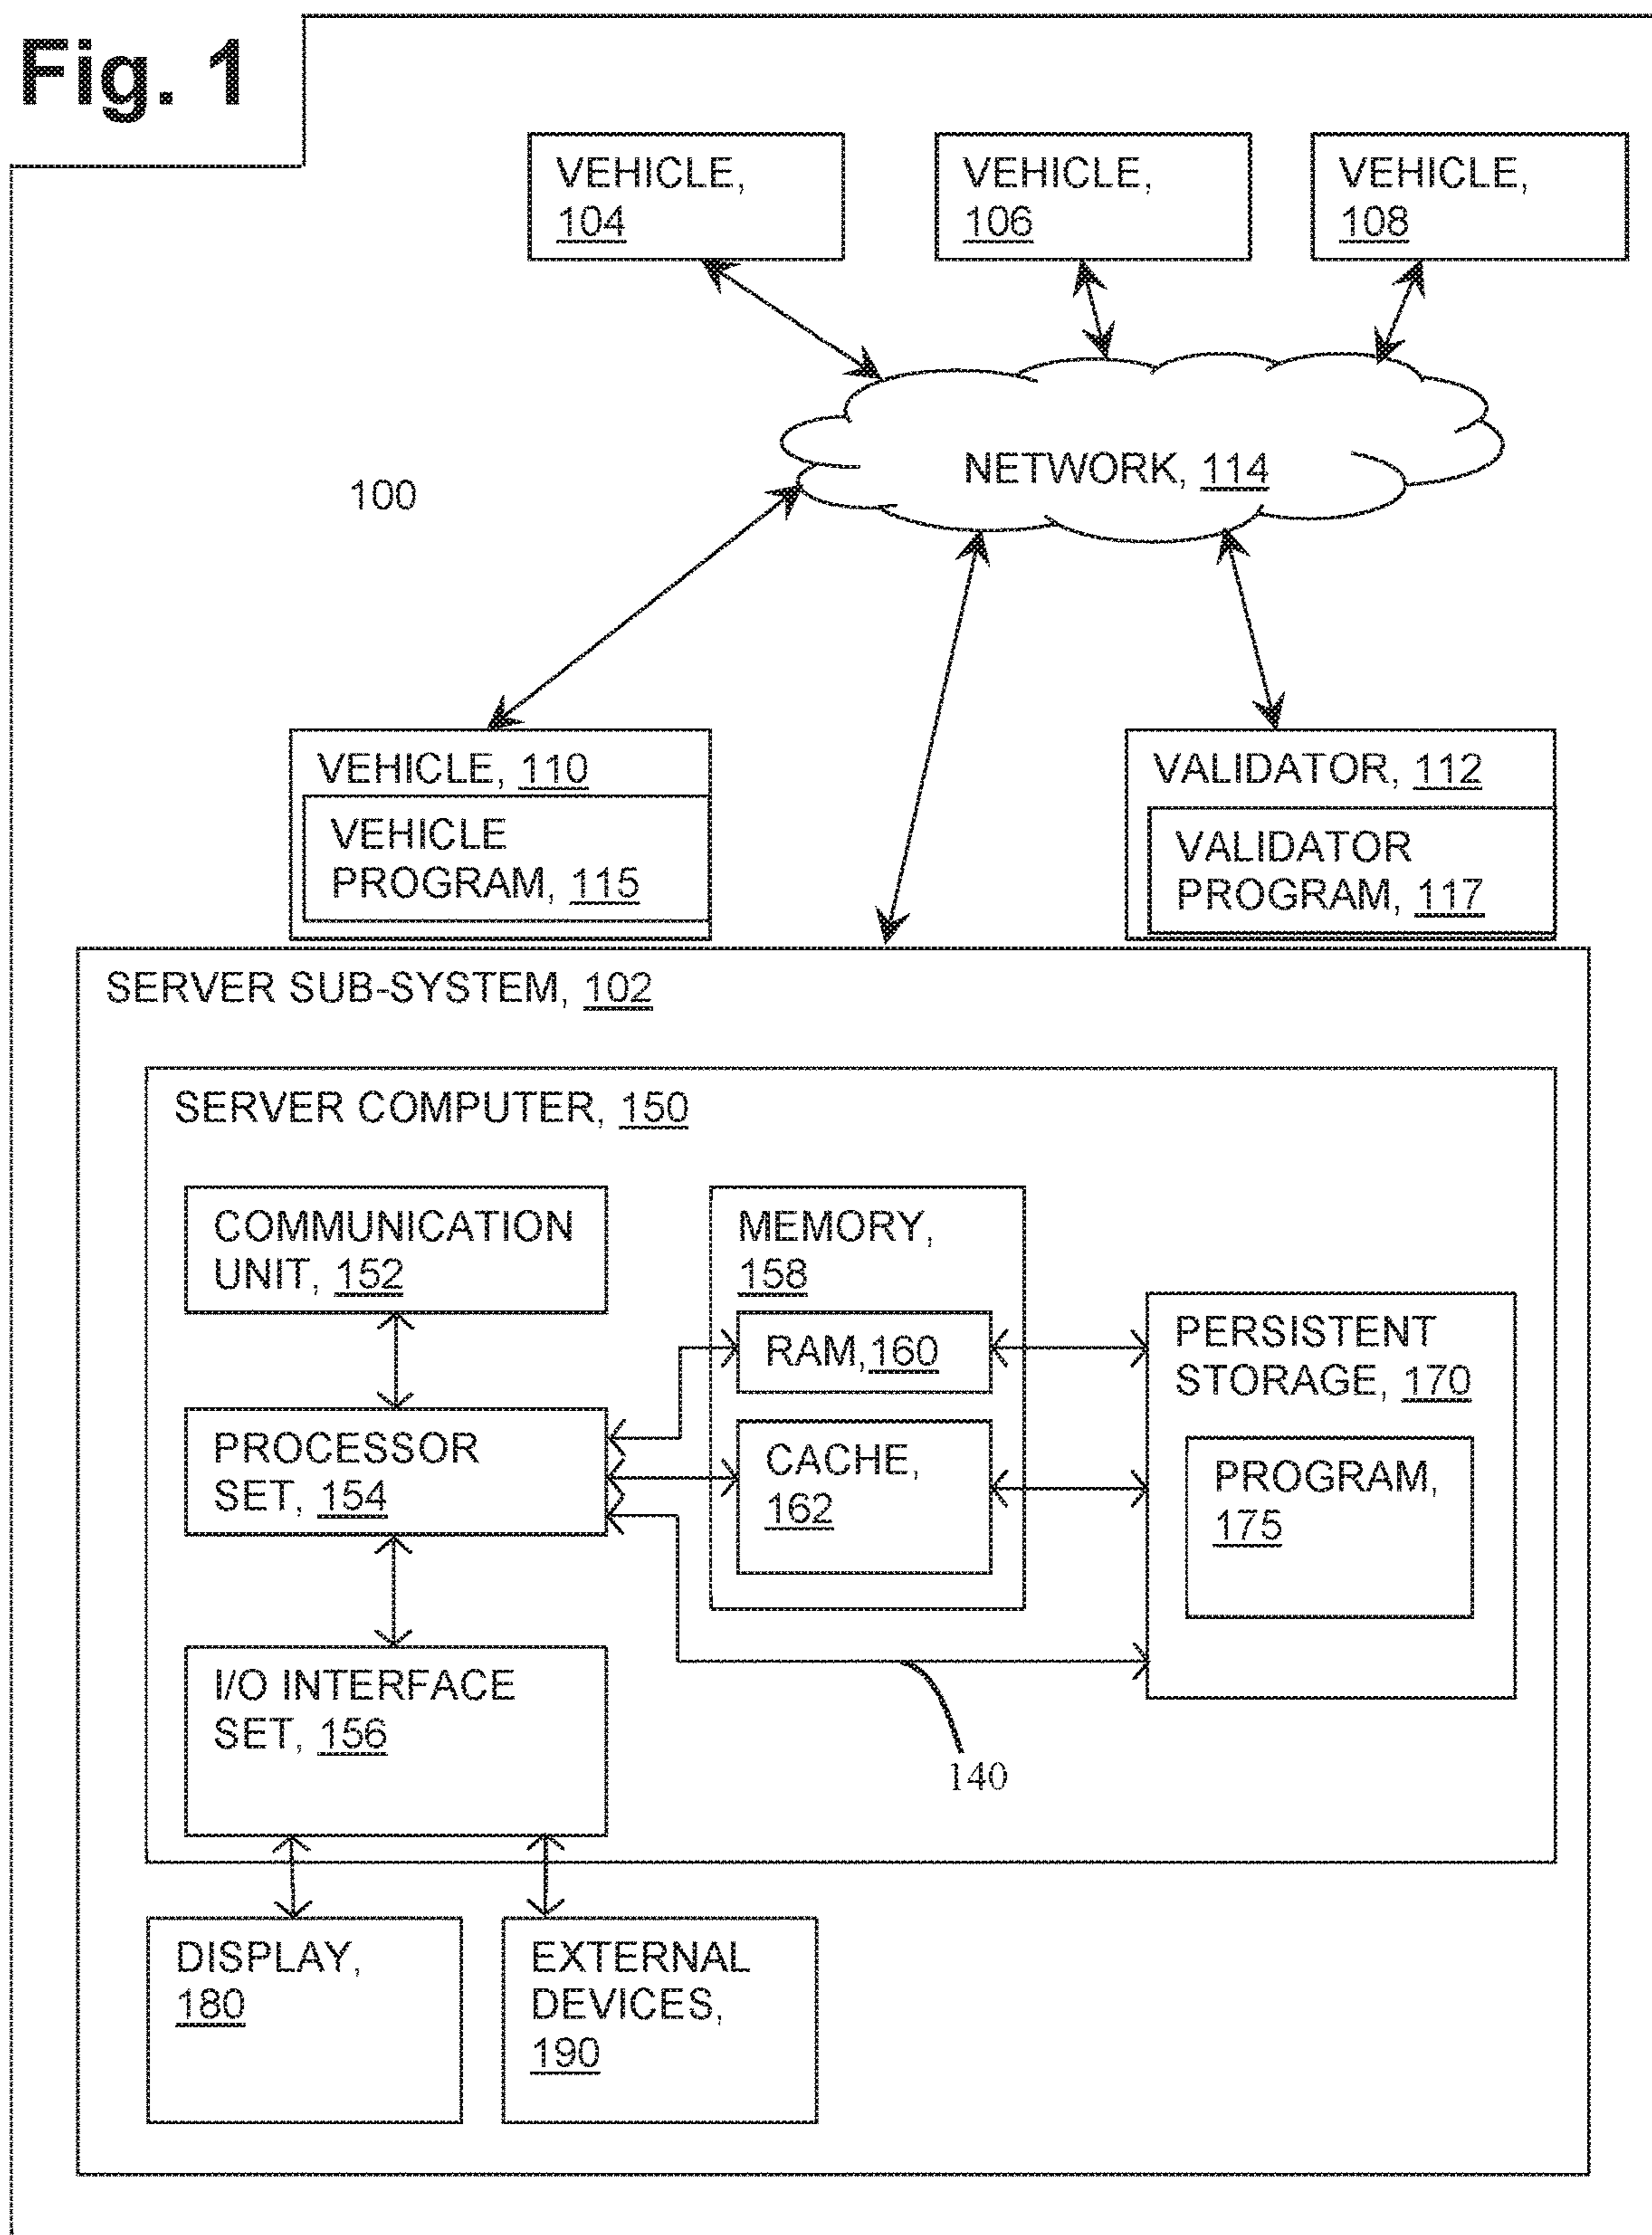 Fig. 1
VEHICLE,
104
VEHICLE,
106
VEHICLE,
108
NETWORK, 114
100
VEHICLE, 110
VEHICLE
PROGRAM, 115
VALIDATOR, 112
VALIDATOR
PROGRAM, 117
SERVER SUB-SYSTEM, 102
SERVER COMPUTER, 150
COMMUNICATION
UNIT, 152
MEMORY,
158
RAM,160
PERSISTENT
STORAGE, 170
PROCESSOR
SET, 154
CACHE,
162
PROGRAM,
175
I/O INTERFACE
SET, 156
140
DISPLAY,
180
EXTERNAL
DEVICES,
190